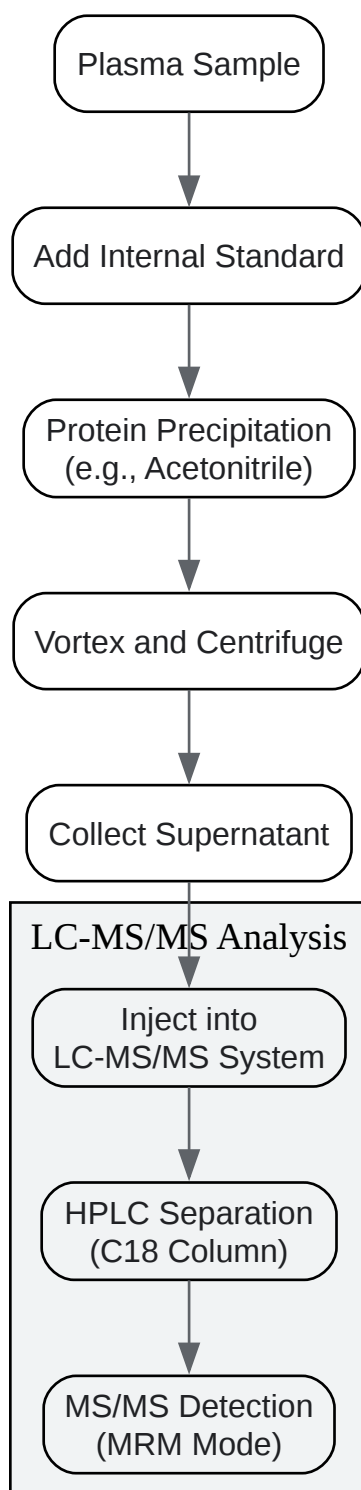 Plasma Sample
Add Internal Standard
Protein Precipitation
(e.g., Acetonitrile)
Vortex and Centrifuge
Collect Supernatant
LC-MS/MS Analysis
Inject into
LC-MS/MS System
HPLC Separation
(C18 Column)
MS/MS Detection
(MRM Mode)